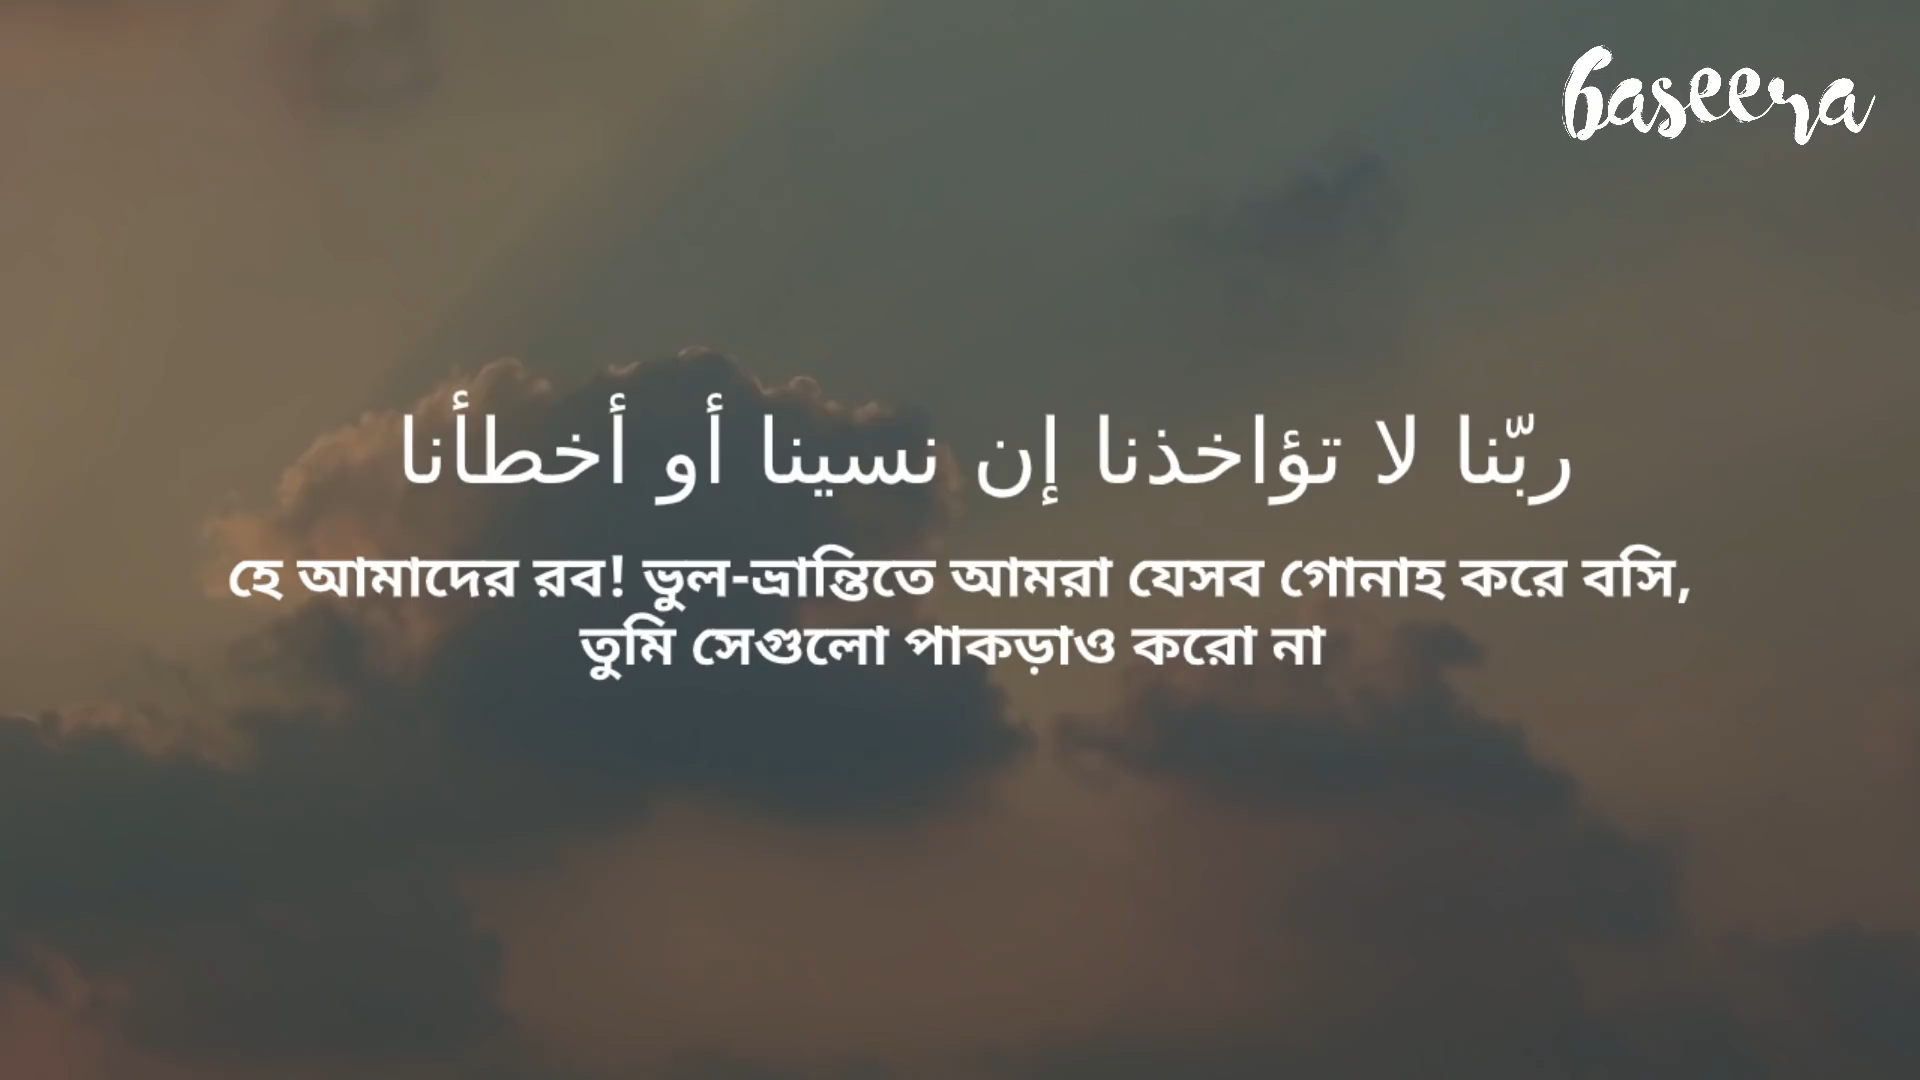 baseera
ربّنا لا تؤاخذنا إن نسينا أو أخطأنا
হে আমাদের রব! ভুল-ভ্রান্তিতে আমরা যেসব গোনাহ করে বসি,
তুমি সেগুলো পাকড়াও করো না